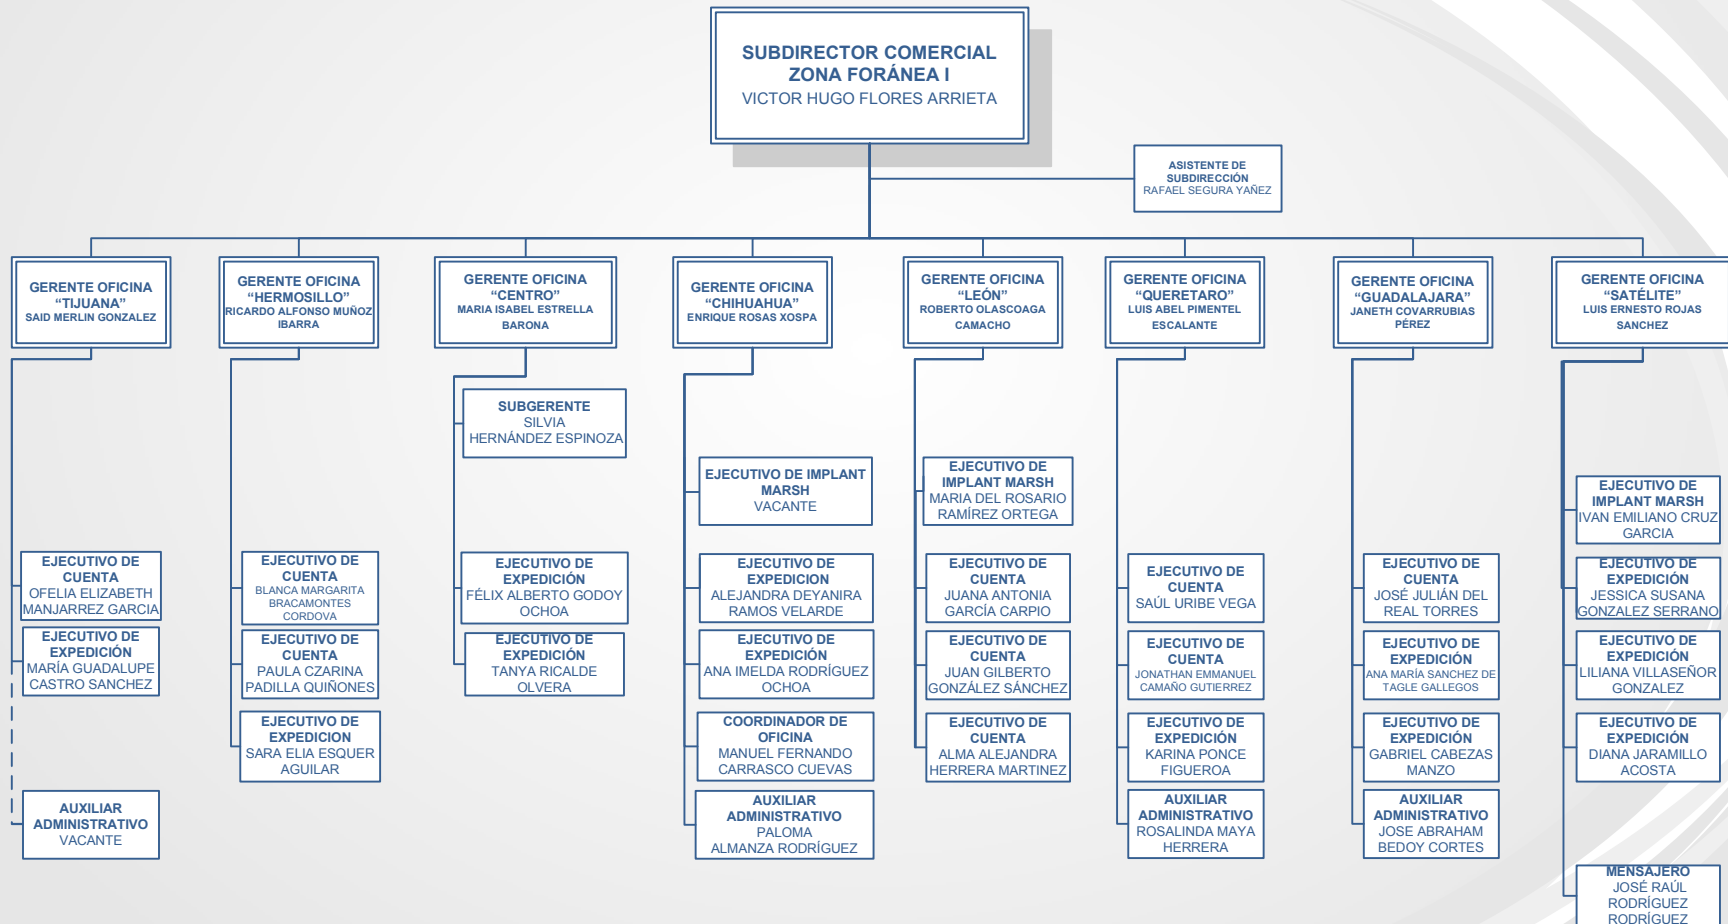 SUBDIRECTOR COMERCIAL
ZONA FORÁNEA I
VICTOR HUGO FLORES ARRIETA
ASISTENTE DE
SUBDIRECCIÓN
RAFAEL SEGURA YAÑEZ
GERENTE OFICINA
“TIJUANA”
SAID MERLIN GONZALEZ
GERENTE OFICINA
“HERMOSILLO”
RICARDO ALFONSO MUÑOZ
IBARRA
GERENTE OFICINA
“CENTRO”
MARIA ISABEL ESTRELLA
BARONA
GERENTE OFICINA
“CHIHUAHUA”
ENRIQUE ROSAS XOSPA
GERENTE OFICINA
“LEÓN”
ROBERTO OLASCOAGA
CAMACHO
GERENTE OFICINA
“QUERETARO”
LUIS ABEL PIMENTEL
ESCALANTE
GERENTE OFICINA
“GUADALAJARA”
JANETH COVARRUBIAS
PÉREZ
GERENTE OFICINA
“SATÉLITE”
LUIS ERNESTO ROJAS
SANCHEZ
EJECUTIVO DE
CUENTA
OFELIA ELIZABETH
MANJARREZ GARCIA
EJECUTIVO DE
EXPEDICIÓN
MARÍA GUADALUPE
CASTRO SANCHEZ
AUXILIAR
ADMINISTRATIVO
VACANTE
EJECUTIVO DE
CUENTA
BLANCA MARGARITA
BRACAMONTES
CORDOVA
EJECUTIVO DE
CUENTA
PAULA CZARINA
PADILLA QUIÑONES
EJECUTIVO DE
EXPEDICION
SARA ELIA ESQUER
AGUILAR
SUBGERENTE
SILVIA
HERNÁNDEZ ESPINOZA
EJECUTIVO DE
EXPEDICIÓN
FÉLIX ALBERTO GODOY
OCHOA
EJECUTIVO DE
EXPEDICIÓN
TANYA RICALDE
OLVERA
EJECUTIVO DE IMPLANT
MARSH
VACANTE
EJECUTIVO DE
EXPEDICION
ALEJANDRA DEYANIRA
RAMOS VELARDE
EJECUTIVO DE
EXPEDICIÓN
ANA IMELDA RODRÍGUEZ
OCHOA
COORDINADOR DE
OFICINA
MANUEL FERNANDO
CARRASCO CUEVAS
AUXILIAR
ADMINISTRATIVO
PALOMA
ALMANZA RODRÍGUEZ
EJECUTIVO DE
IMPLANT MARSH
MARIA DEL ROSARIO
RAMÍREZ ORTEGA
EJECUTIVO DE
CUENTA
JUANA ANTONIA
GARCÍA CARPIO
EJECUTIVO DE
CUENTA
JUAN GILBERTO
GONZÁLEZ SÁNCHEZ
EJECUTIVO DE
CUENTA
ALMA ALEJANDRA
HERRERA MARTINEZ
EJECUTIVO DE
CUENTA
SAÚL URIBE VEGA
EJECUTIVO DE
CUENTA
JONATHAN EMMANUEL
CAMAÑO GUTIERREZ
EJECUTIVO DE
EXPEDICIÓN
KARINA PONCE
FIGUEROA
AUXILIAR
ADMINISTRATIVO
ROSALINDA MAYA
HERRERA
EJECUTIVO DE
CUENTA
JOSÉ JULIÁN DEL
REAL TORRES
EJECUTIVO DE
EXPEDICIÓN
ANA MARÍA SANCHEZ DE
TAGLE GALLEGOS
EJECUTIVO DE
EXPEDICIÓN
GABRIEL CABEZAS
MANZO
AUXILIAR
ADMINISTRATIVO
JOSE ABRAHAM
BEDOY CORTES
EJECUTIVO DE
IMPLANT MARSH
IVAN EMILIANO CRUZ
GARCIA
EJECUTIVO DE
EXPEDICIÓN
JESSICA SUSANA
GONZALEZ SERRANO
EJECUTIVO DE
EXPEDICIÓN
LILIANA VILLASEÑOR
GONZALEZ
EJECUTIVO DE
EXPEDICIÓN
DIANA JARAMILLO
ACOSTA
MENSAJERO
JOSÉ RAÚL
RODRÍGUEZ
RODRÍGUEZ